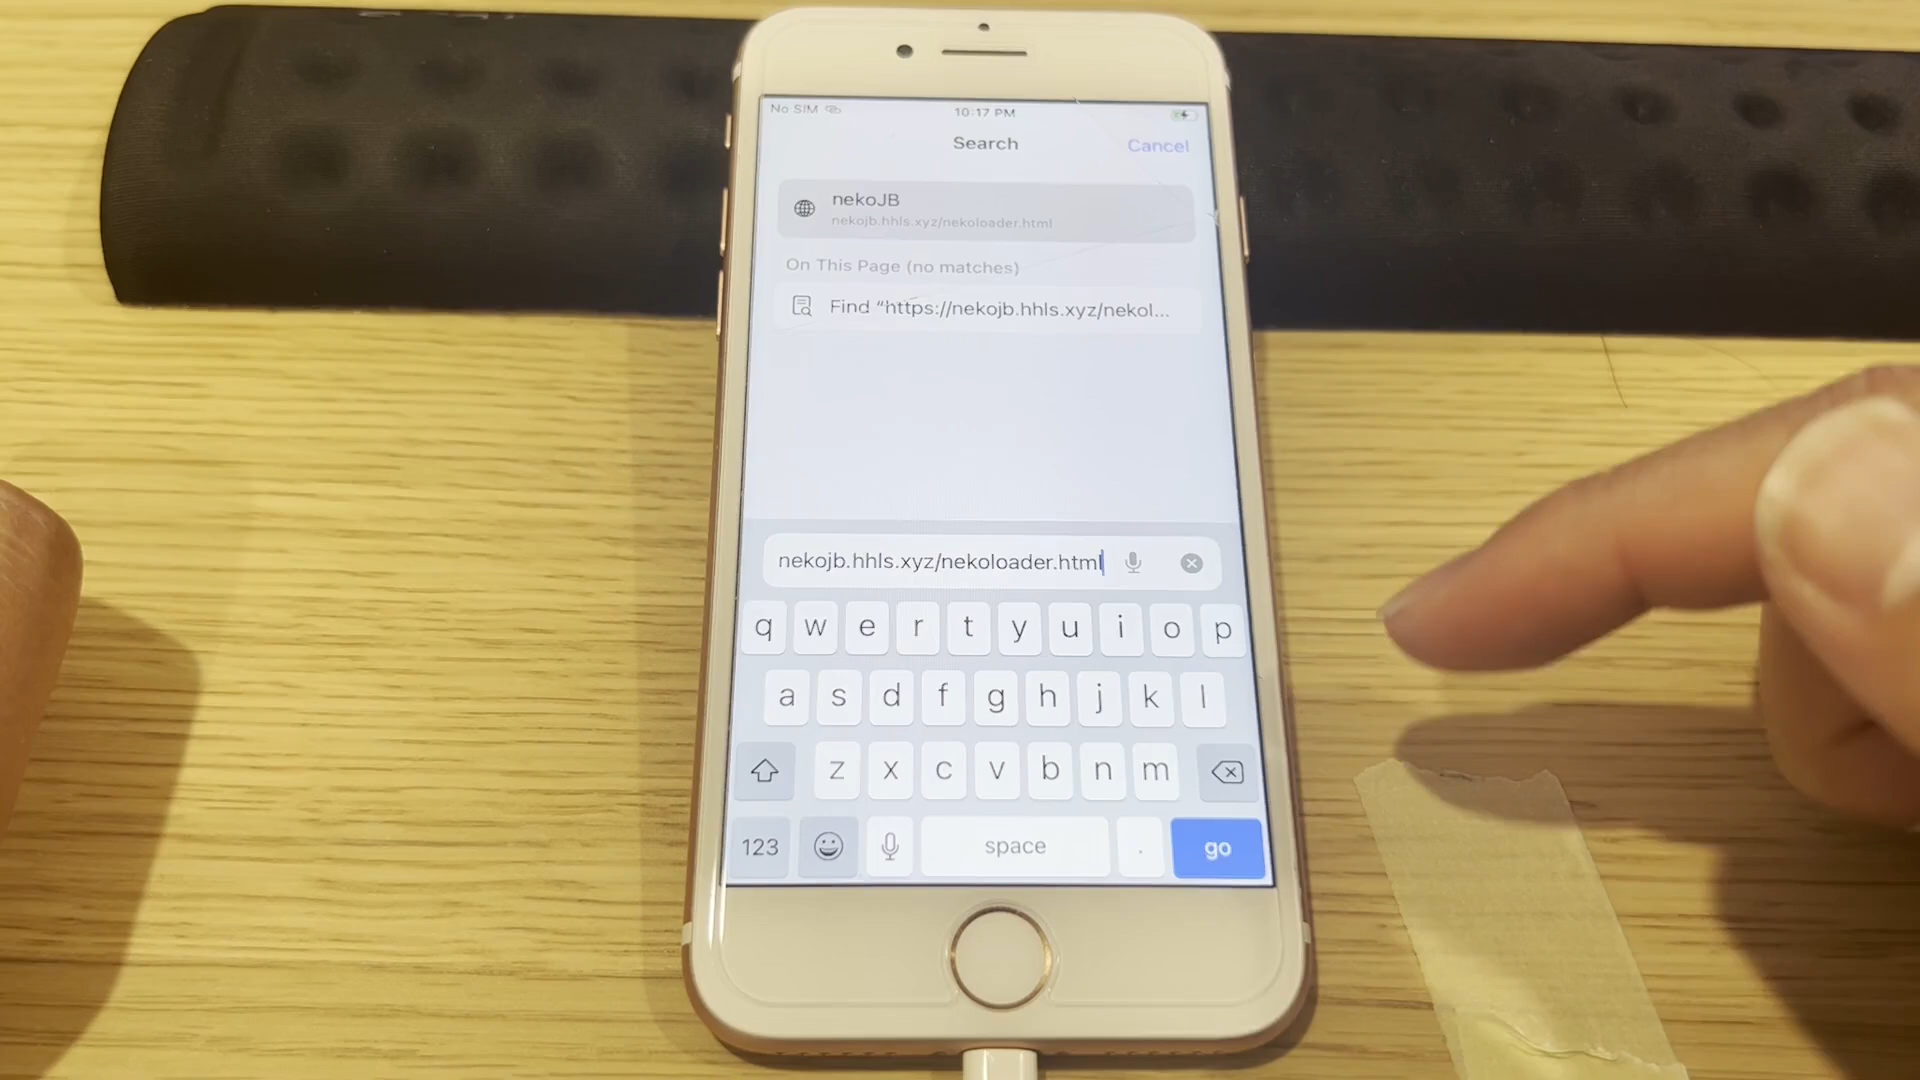 No SIM 10:17 PM
Search Cancel
nekoJB
nekojb.hhls.xyz/nekoloader.html
On This Page (no matches)
Find “https://nekojb.hhls.xyz/nekol...
nekojb.hhls.xyz/nekoloader.html
q w e r t y u i o p
a s d f g h j k l
z x c v b n m
123 space . go